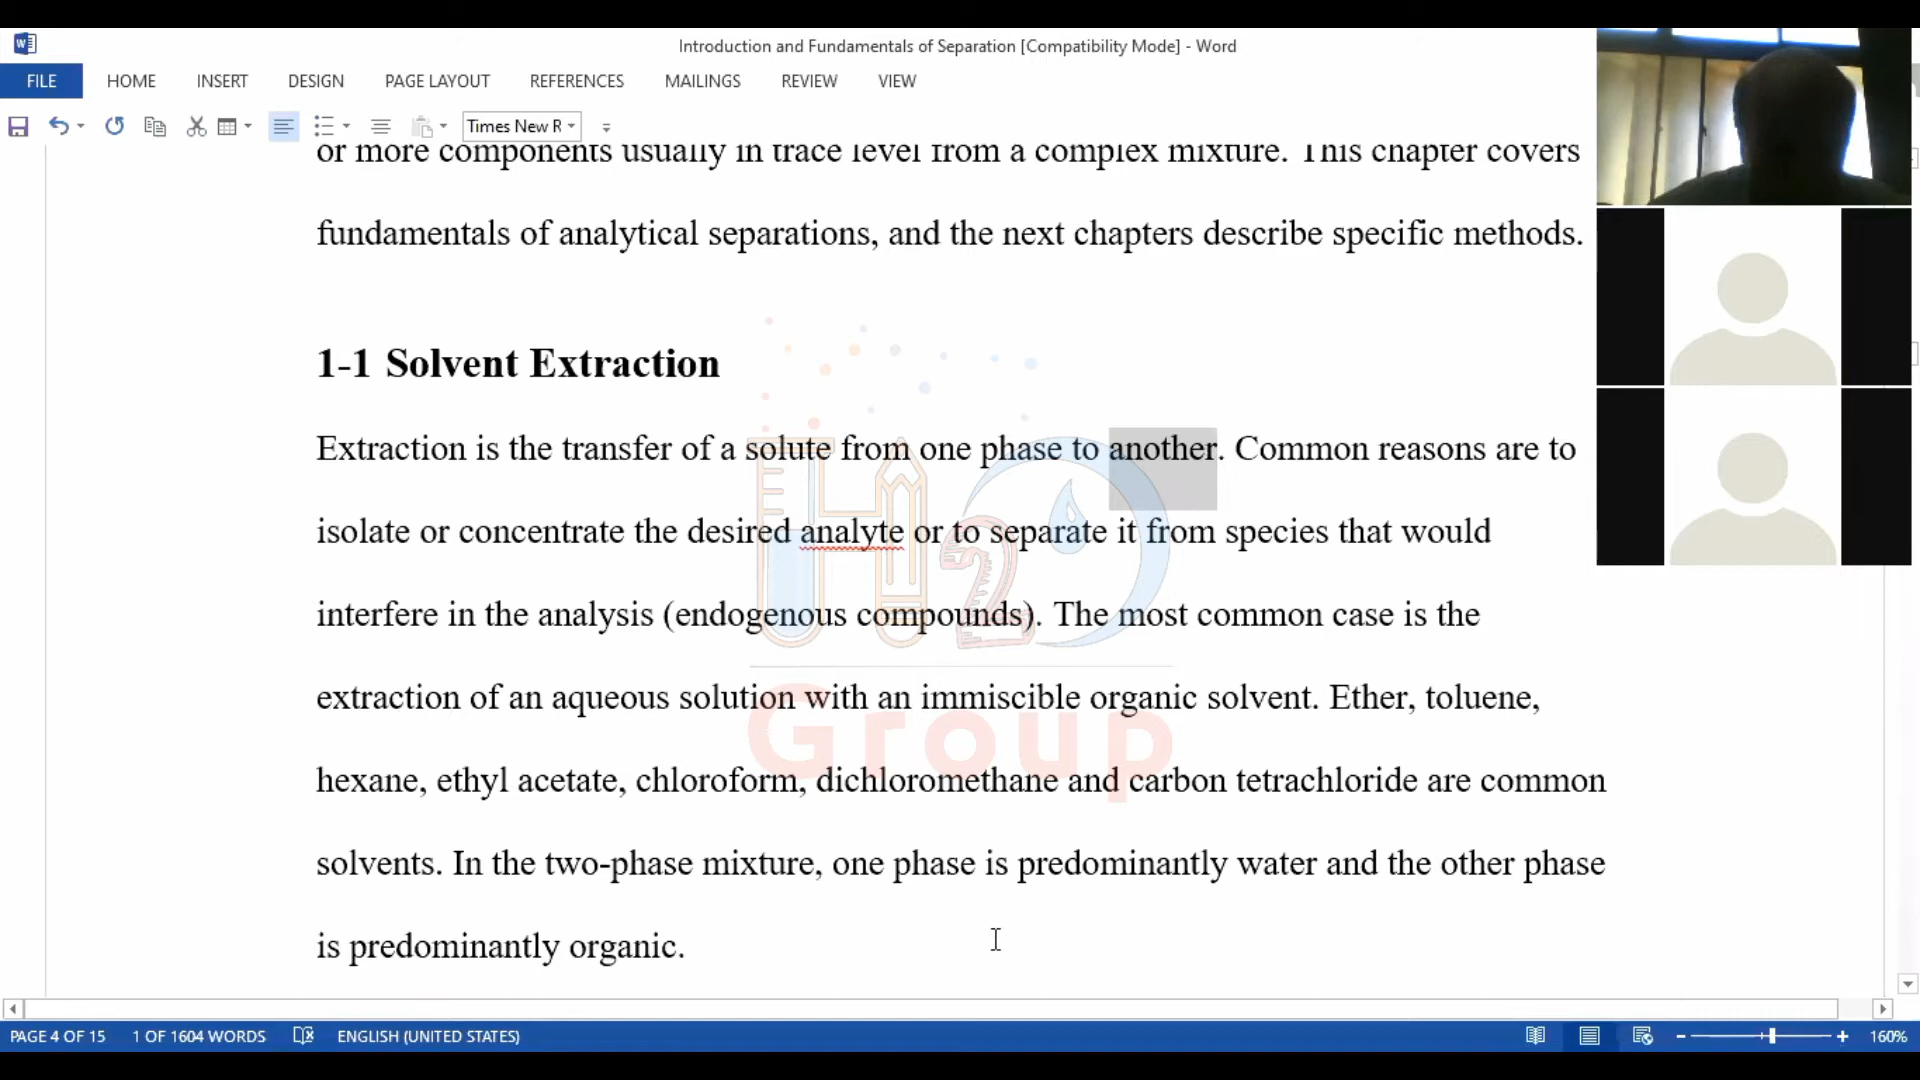 Introduction and Fundamentals of Separation [Compatibility Mode] - Word
FILE HOME INSERT DESIGN PAGE LAYOUT REFERENCES MAILINGS REVIEW VIEW
Times New R
or more components usually in trace level from a complex mixture. This chapter covers
fundamentals of analytical separations, and the next chapters describe specific methods.
1-1 Solvent Extraction
Extraction is the transfer of a solute from one phase to another. Common reasons are to
isolate or concentrate the desired analyte or to separate it from species that would
interfere in the analysis (endogenous compounds). The most common case is the
extraction of an aqueous solution with an immiscible organic solvent. Ether, toluene,
hexane, ethyl acetate, chloroform, dichloromethane and carbon tetrachloride are common
solvents. In the two-phase mixture, one phase is predominantly water and the other phase
is predominantly organic.
H2O
Group
PAGE 4 OF 15 1 OF 1604 WORDS ENGLISH (UNITED STATES) 160%